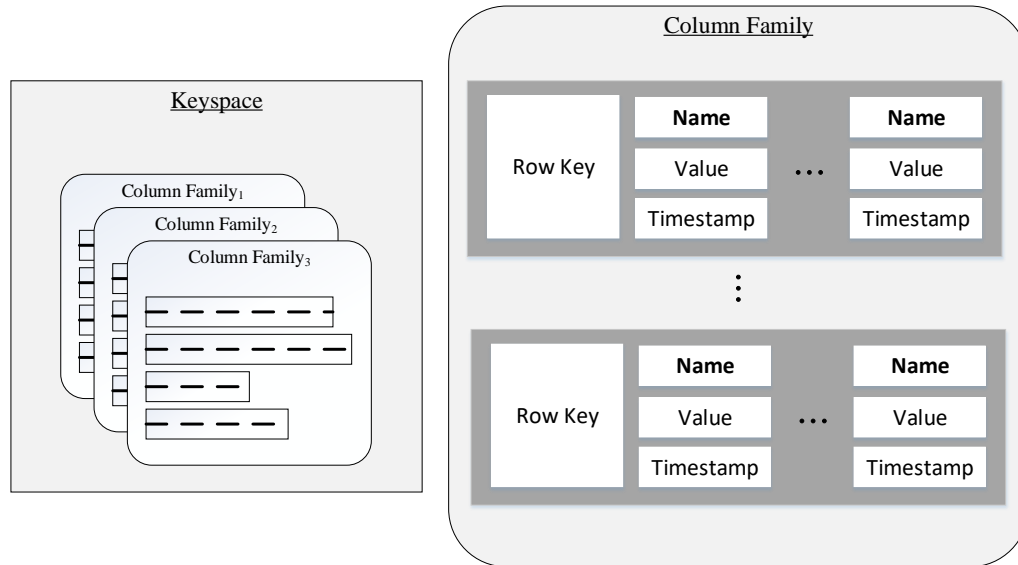 Keyspace
Column Family1
Column Family2
Column Family3
Column Family
Row Key
Name
Value
Timestamp
...
Name
Value
Timestamp
...
Row Key
Name
Value
Timestamp
...
Name
Value
Timestamp